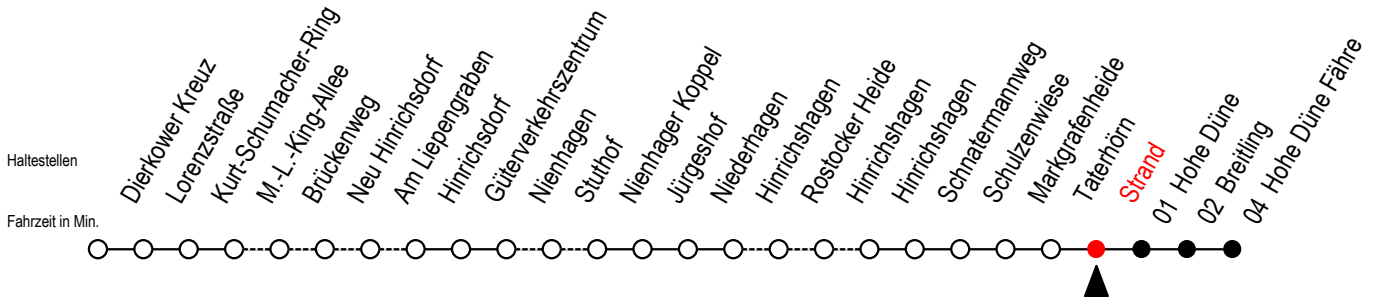 Haltestellen
Fahrzeit in Min.
Dierkower Kreuz
Lorenzstraße
Kurt-Schumacher-Ring
M.-L.-King-Allee
Brückenweg
Neu Hinrichsdorf
Am Liepengraben
Hinrichsdorf
Güterverkehrszentrum
Nienhagen
Stuthof
Nienhager Koppel
Jürgeshof
Niederhagen
Hinrichshagen
Rostocker Heide
Hinrichshagen
Hinrichshagen
Schnatermannweg
Schulzenwiese
Markgrafenheide
Taterhörn
Strand
01 Hohe Düne
02 Breitling
04 Hohe Düne Fähre